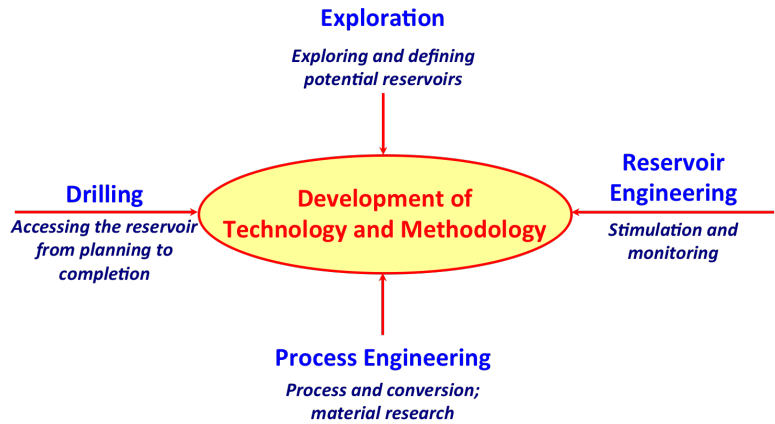 Exploration
Exploring and defining
potential reservoirs
Drilling
Accessing the reservoir
from planning to
completion
Development of
Technology and Methodology
Reservoir
Engineering
Stimulation and
monitoring
Process Engineering
Process and conversion;
material research